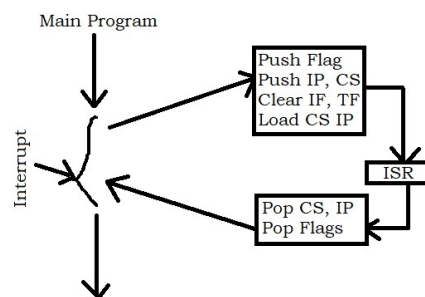 Main Program
Push Flag
Push IP, CS
Clear IF, TF
Load CS IP
Interrupt
ISR
Pop CS, IP
Pop Flags